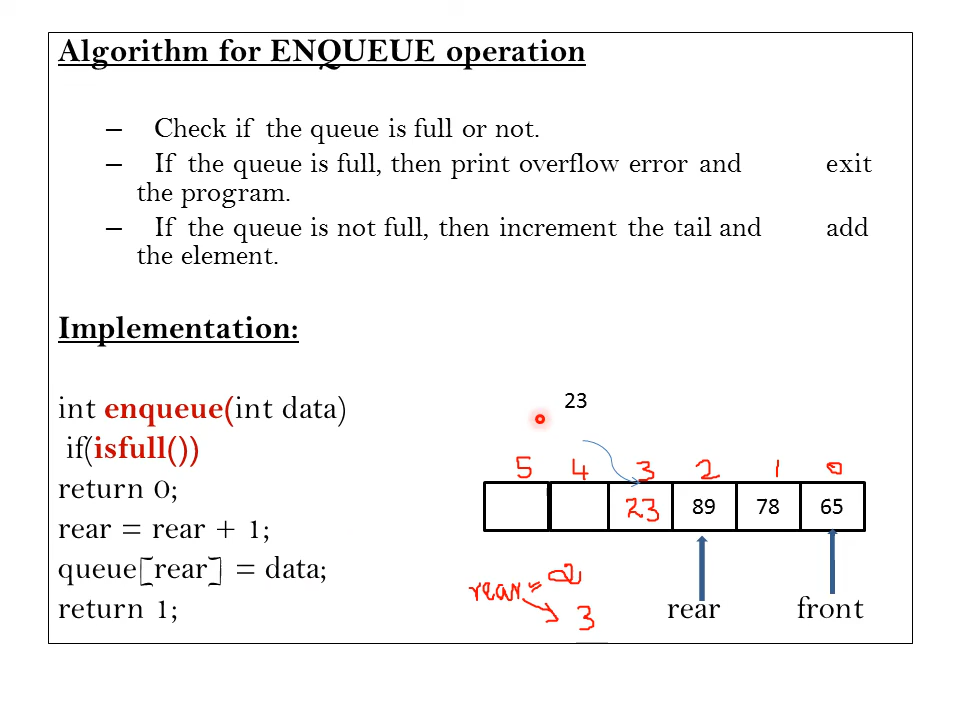 Algorithm for ENQUEUE operation
– Check if the queue is full or not.
– If the queue is full, then print overflow error and exit
the program.
– If the queue is not full, then increment the tail and add
the element.
Implementation:
int enqueue(int data)
if(isfull())
return 0;
rear = rear + 1;
queue[rear] = data;
return 1;
23
5 4 3 2 1 0
23 89 78 65
rear = 2
3
rear front